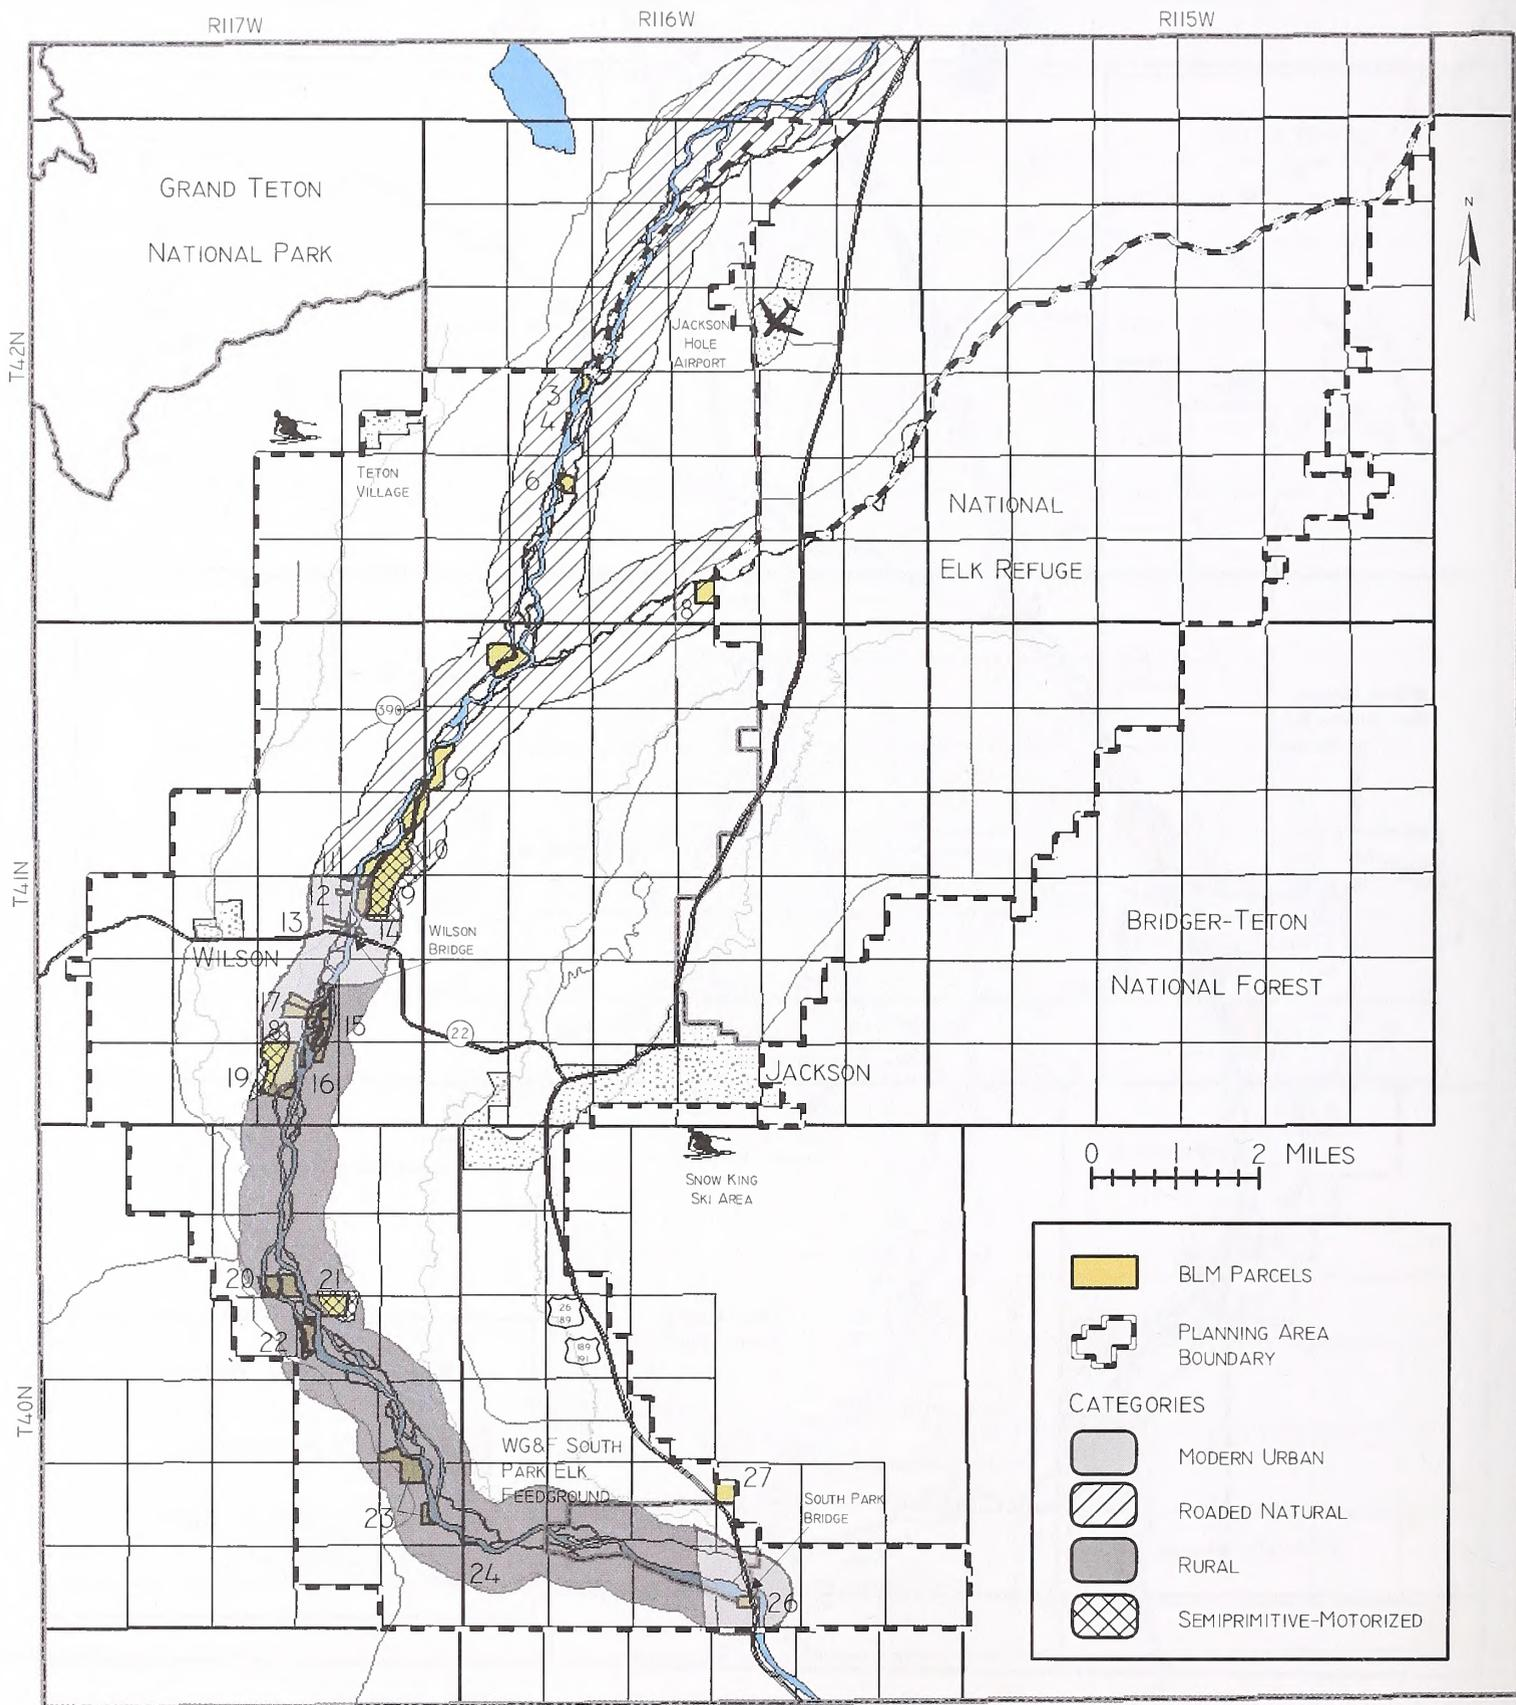 R117W
R116W
R115W
GRAND TETON
NATIONAL PARK
N
T42N
JACKSON
HOLE
AIRPORT
3
4
TETON
VILLAGE
6
NATIONAL
ELK REFUGE
8
7
390
9
10
11
T41N
12
9
13
14
WILSON
BRIDGE
WILSON
BRIDGER-TETON
NATIONAL FOREST
17
18
15
22
19
16
JACKSON
0 1 2 MILES
SNOW KING
SKI AREA
20
21
26
89
22
189
191
BLM PARCELS
PLANNING AREA
BOUNDARY
CATEGORIES
MODERN URBAN
ROADED NATURAL
RURAL
SEMIPRIMITIVE-MOTORIZED
T40N
WG&F SOUTH
PARK ELK
FEEDGROUND
27
SOUTH PARK
BRIDGE
23
24
26